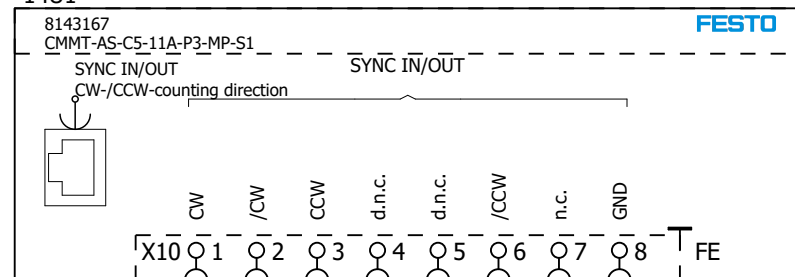 8143167
FESTO
CMMT-AS-C5-11A-P3-MP-S1
SYNC IN/OUT
SYNC IN/OUT
CW-/CCW-counting direction
CW
/CW
CCW
d.n.c.
d.n.c.
/CCW
n.c.
GND
X10 1 2 3 4 5 6 7 8 FE